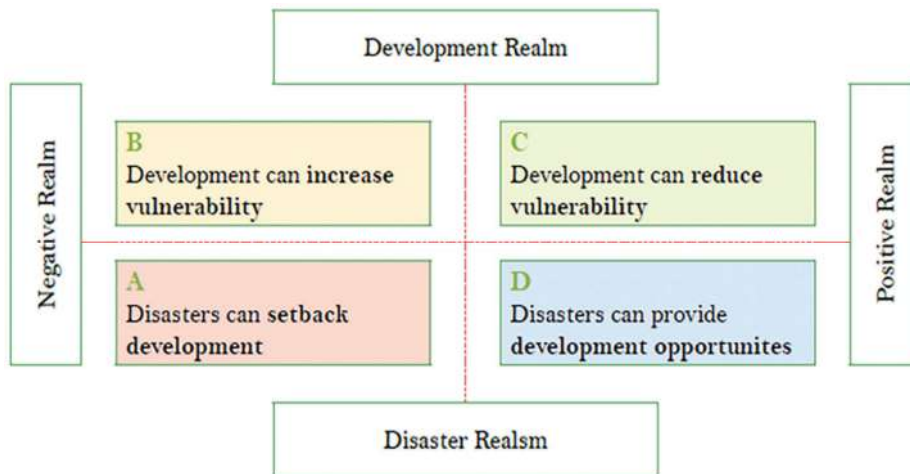 Development Realm
Negative Realm
B
Development can increase
vulnerability
C
Development can reduce
vulnerability
A
Disasters can setback
development
D
Disasters can provide
development opportunites
Positive Realm
Disaster Realsm